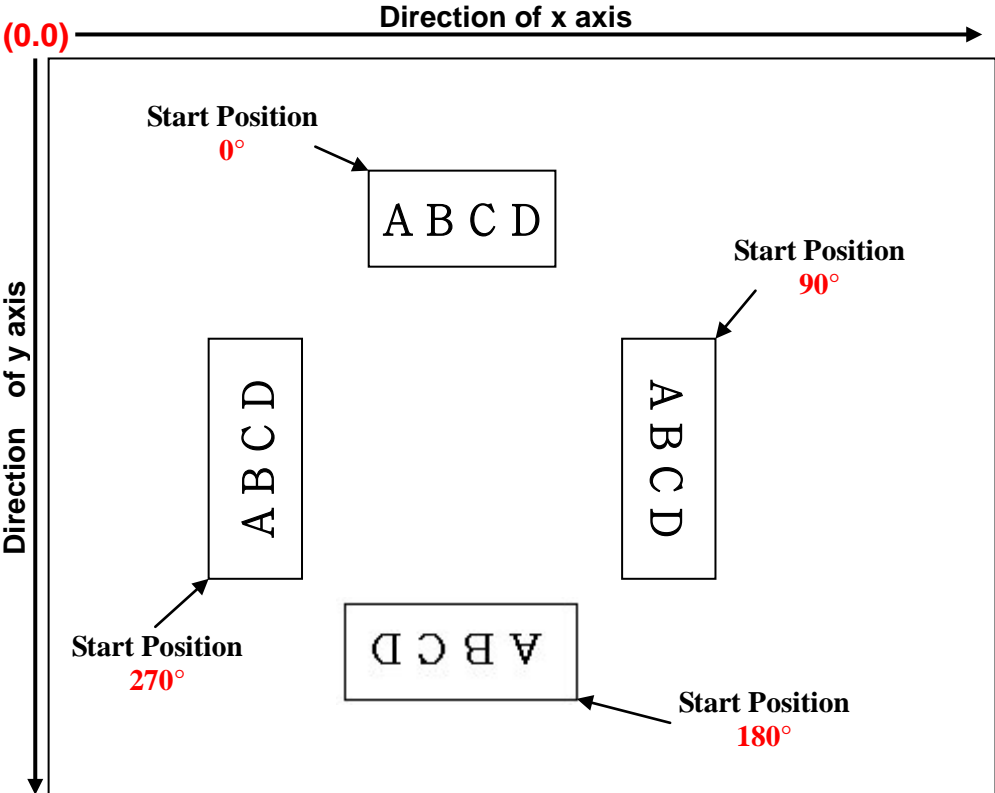 Direction of x axis
(0.0)
Start Position
0°
A B C D
Start Position
90°
Direction of y axis
A B C D
A B C D
Start Position
270°
A B C D
Start Position
180°